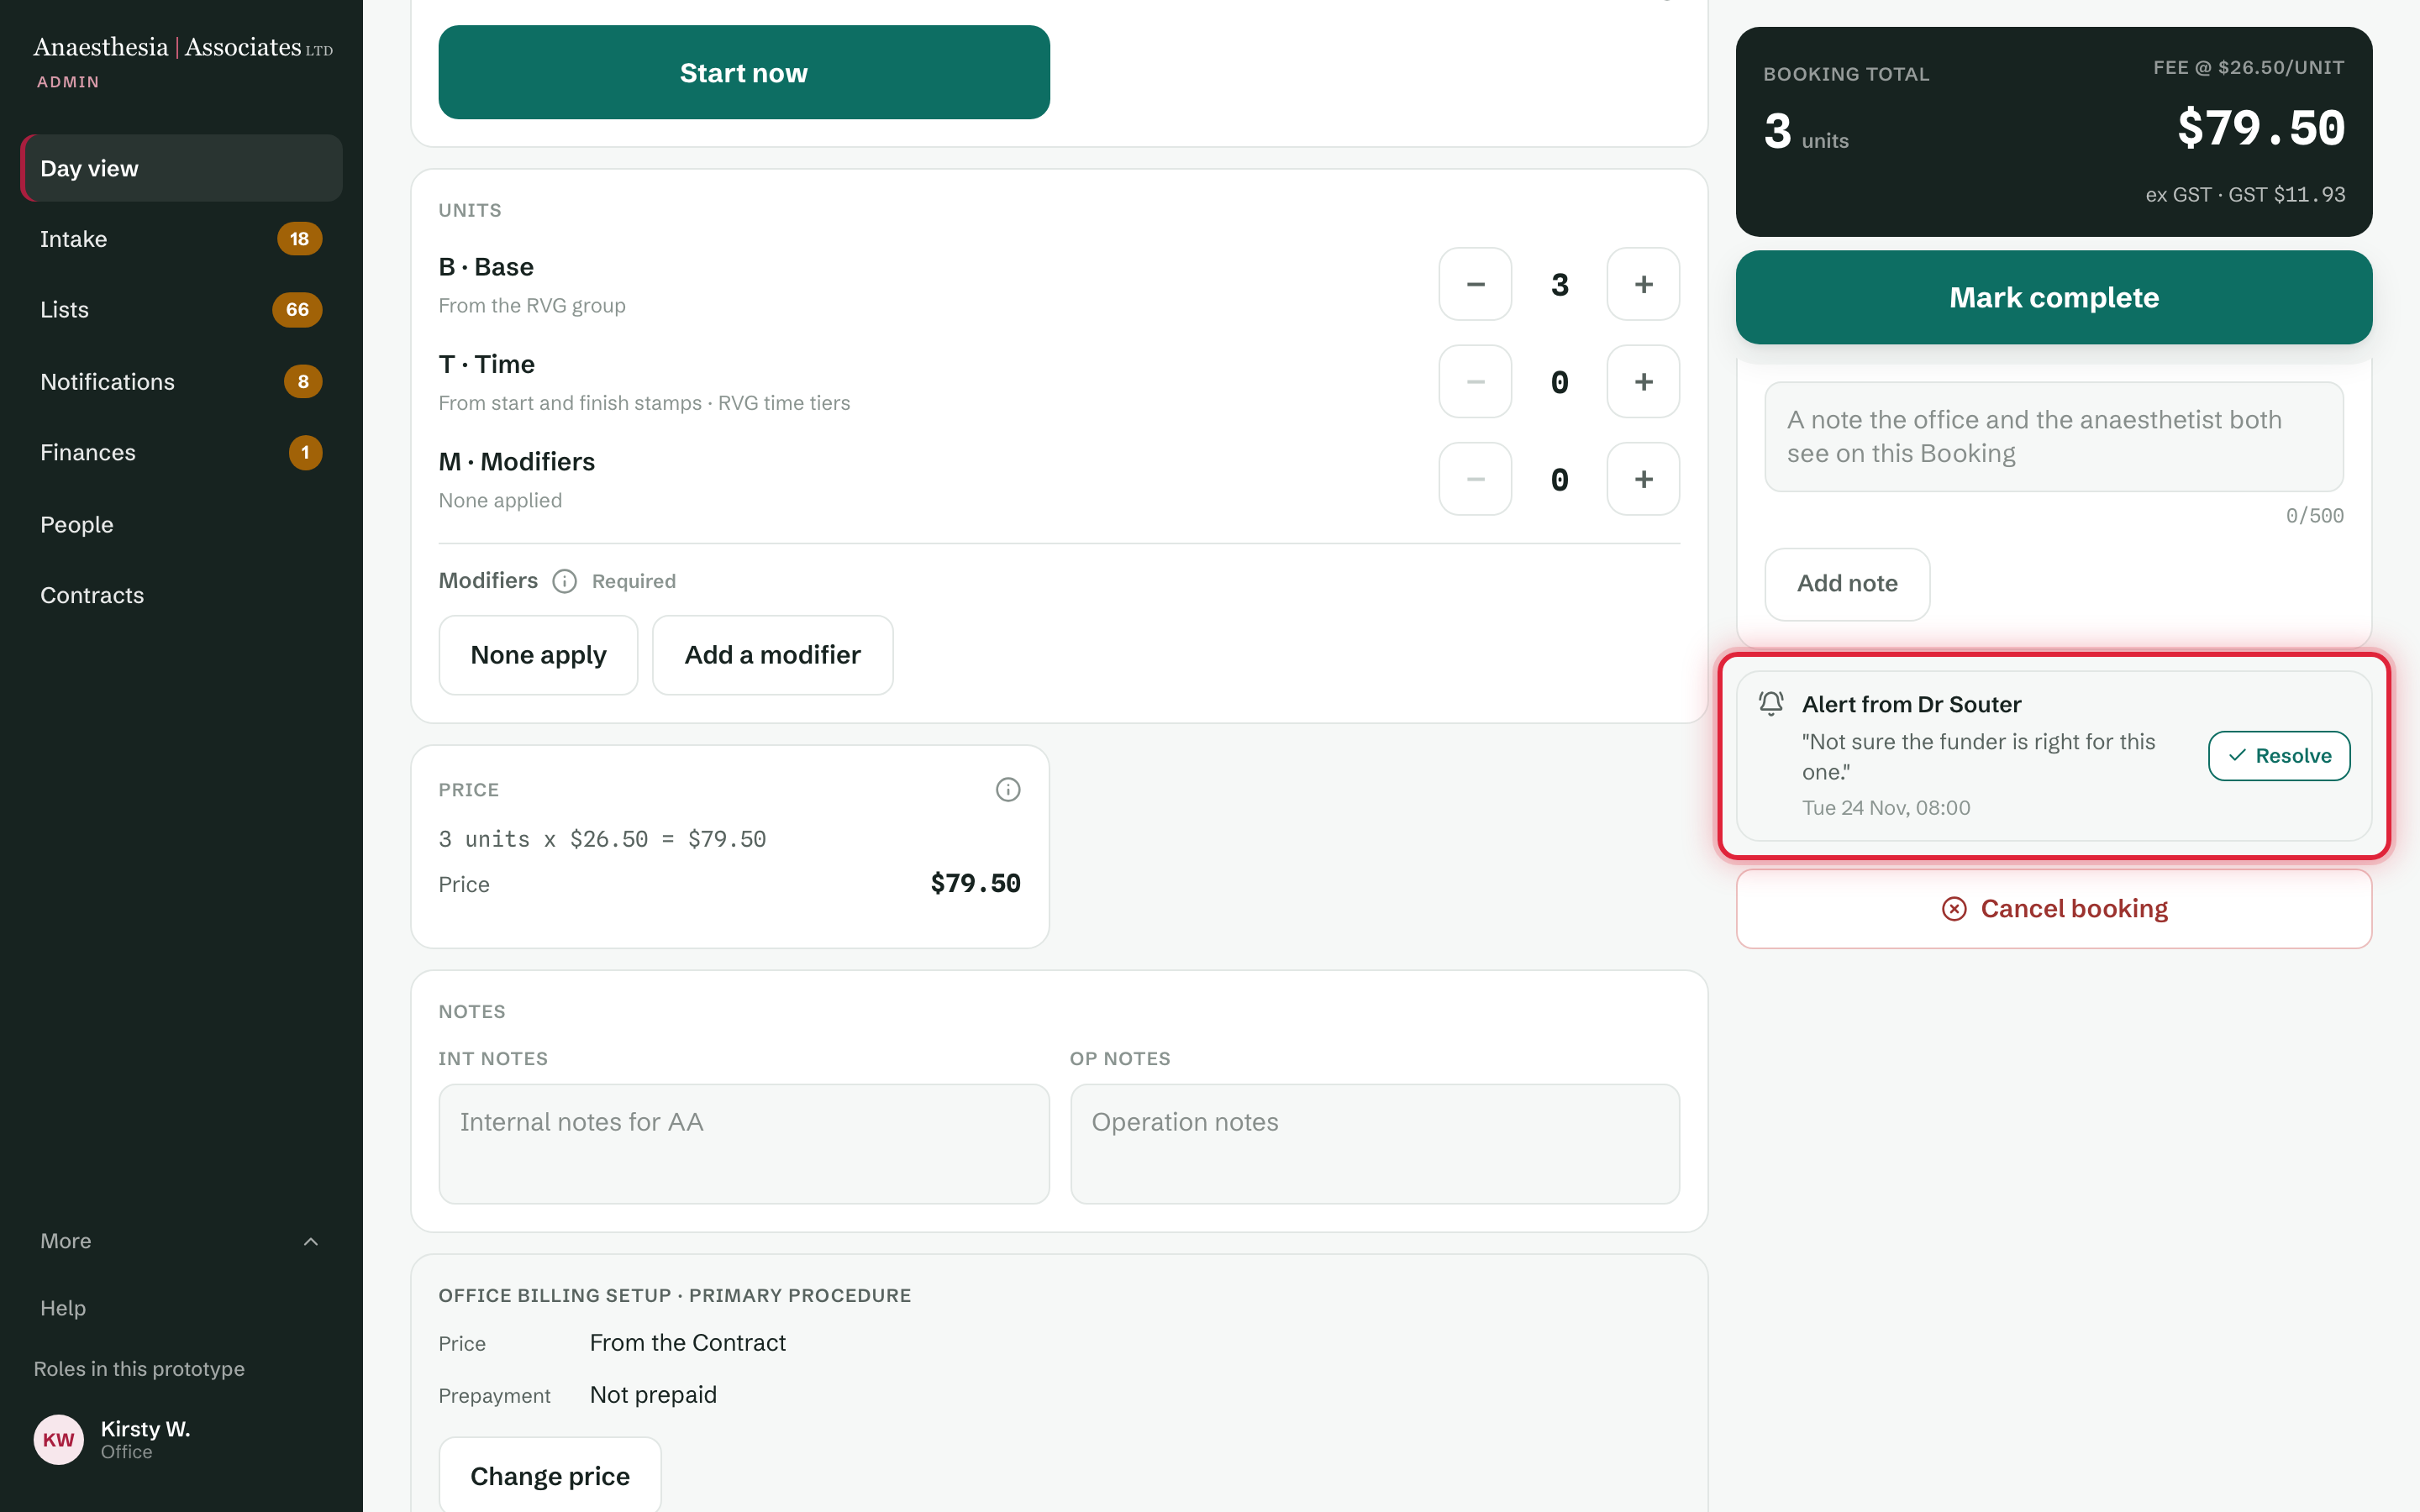 Anaesthesia | Associates LTD
ADMIN
Day view
Intake 18
Lists 66
Notifications 8
Finances 1
People
Contracts
More
Help
Roles in this prototype
KW
Kirsty W.
Office
Start now
UNITS
B · Base
From the RVG group
− 3 +
T · Time
From start and finish stamps · RVG time tiers
− 0 +
M · Modifiers
None applied
− 0 +
Modifiers Required
None apply
Add a modifier
PRICE
3 units x $26.50 = $79.50
Price $79.50
NOTES
INT NOTES
Internal notes for AA
OP NOTES
Operation notes
OFFICE BILLING SETUP · PRIMARY PROCEDURE
Price From the Contract
Prepayment Not prepaid
Change price
BOOKING TOTAL
3 units
FEE @ $26.50/UNIT
$79.50
ex GST · GST $11.93
Mark complete
A note the office and the anaesthetist both
see on this Booking
0/500
Add note
Alert from Dr Souter
"Not sure the funder is right for this
one."
Tue 24 Nov, 08:00
Resolve
Cancel booking